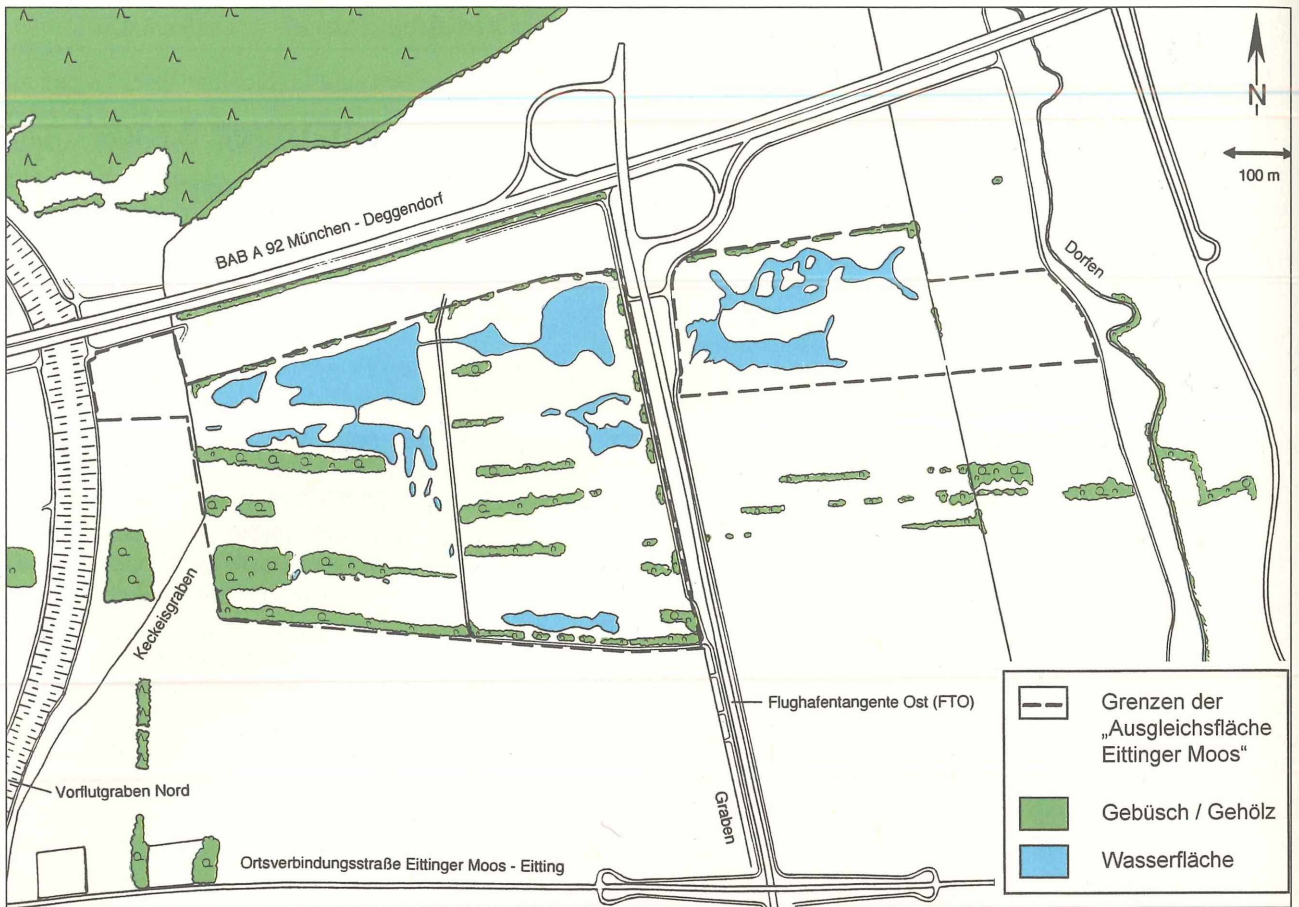 N
100 m
BAB A 92 München - Deggendorf
Dorfen
Keckeisgraben
Flughafentangente Ost (FTO)
Vorflutgraben Nord
Graben
Ortsverbindungsstraße Eittinger Moos - Eitting
Grenzen der
„Ausgleichsfläche
Eittinger Moos“
Gebüsch / Gehölz
Wasserfläche